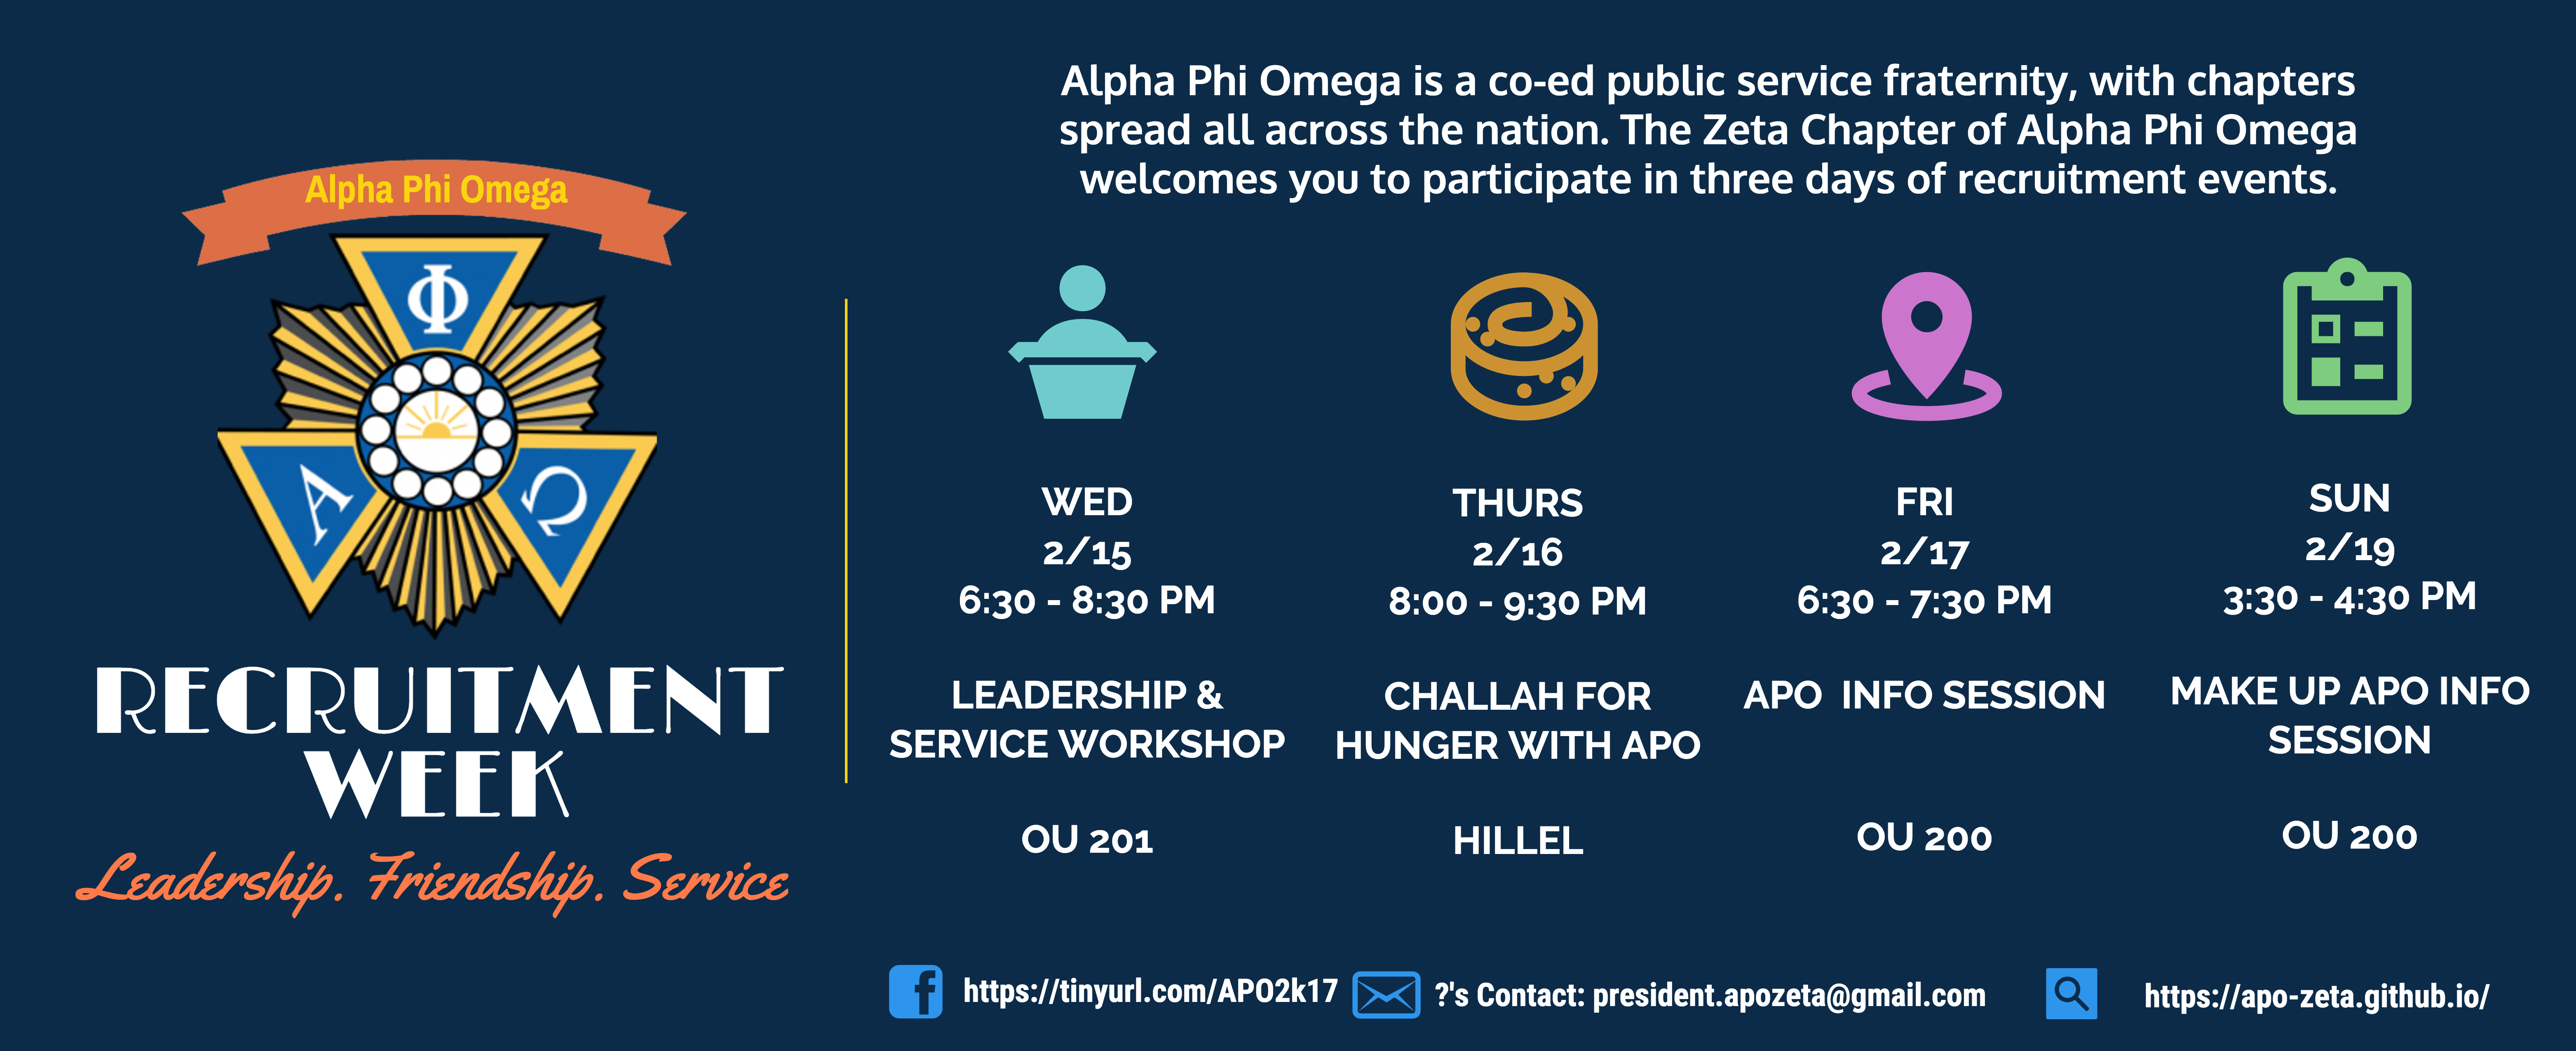 Alpha Phi Omega
Φ
Α
Ω
RECRUITMENT
WEEK
Leadership. Friendship. Service
Alpha Phi Omega is a co-ed public service fraternity, with chapters
spread all across the nation. The Zeta Chapter of Alpha Phi Omega
welcomes you to participate in three days of recruitment events.
WED
2/15
6:30 - 8:30 PM
LEADERSHIP &
SERVICE WORKSHOP
OU 201
THURS
2/16
8:00 - 9:30 PM
CHALLAH FOR
HUNGER WITH APO
HILLEL
FRI
2/17
6:30 - 7:30 PM
APO  INFO SESSION
OU 200
SUN
2/19
3:30 - 4:30 PM
MAKE UP APO INFO
SESSION
OU 200
https://tinyurl.com/APO2k17
?'s Contact: president.apozeta@gmail.com
https://apo-zeta.github.io/